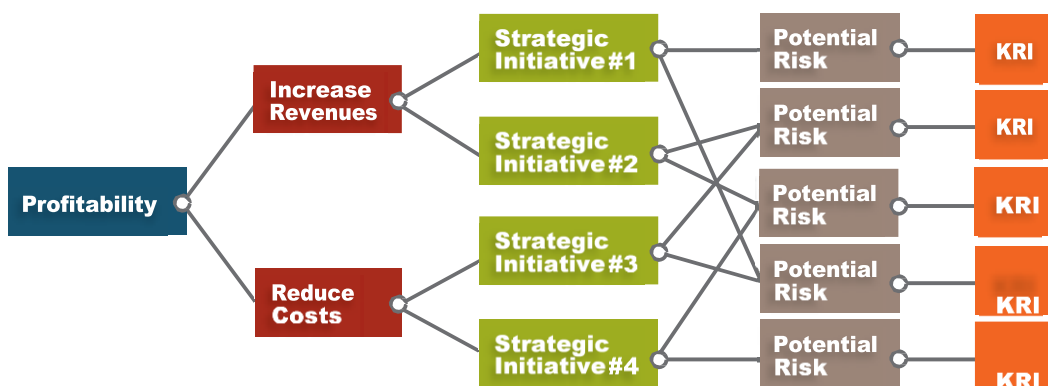 Profitability
Increase
Revenues
Reduce
Costs
Strategic
Initiative #1
Strategic
Initiative #2
Strategic
Initiative #3
Strategic
Initiative #4
Potential
Risk
Potential
Risk
Potential
Risk
Potential
Risk
Potential
Risk
KRI
KRI
KRI
KRI
KRI